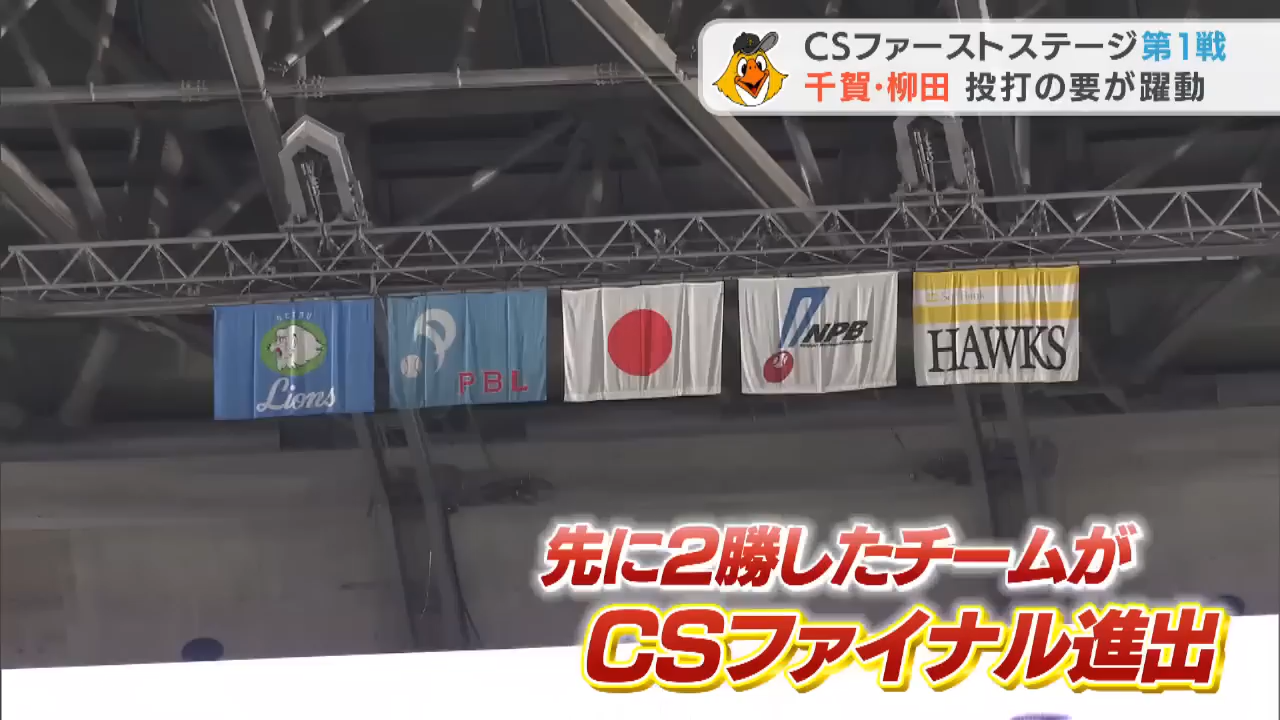 CSファーストステージ第1戦
千賀・柳田 投打の要が躍動
SEIBU
Lions
PBL
NPB
SoftBank
HAWKS
先に2勝したチームが
CSファイナル進出